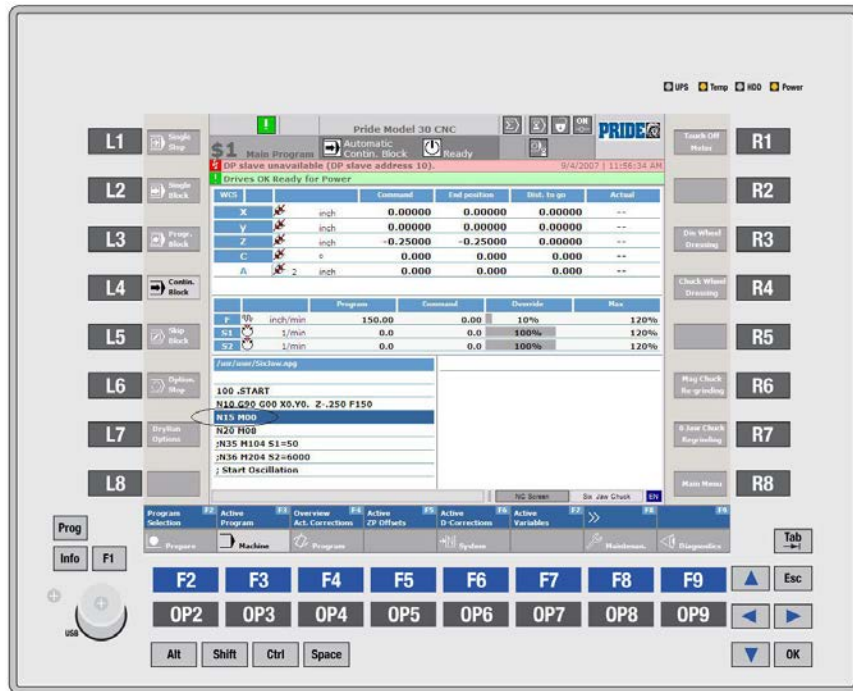 UPS Temp HDD Power
Pride Model 30 CNC
PRIDE
ON
$1 Main Program
Automatic
Contin. Block
Ready
DP slave unavailable (DP slave address 10).
9/4/2007 | 11:56:34 AM
Drives OK Ready for Power
WCS Command End position Dist. to go Actual
X inch 0.00000 0.00000 0.00000 --
y inch 0.00000 0.00000 0.00000 --
Z inch -0.25000 -0.25000 0.00000 --
C ° 0.000 0.000 0.000 --
A 2 inch 0.000 0.000 0.000 --
Program Command Override Max
F inch/min 150.00 0.00 10% 120%
S1 1/min 0.0 0.0 100% 120%
S2 1/min 0.0 0.0 100% 120%
100 .START
N10 G90 G00 X0.Y0. Z-.250 F150
N15 M00
N20 M08
;N35 M104 S1=50
;N36 M204 S2=6000
; Start Oscillation
NC Screen Six Jaw Chuck EN
L1
Single
Step
L2
Single
Block
L3
Progr.
Block
L4
Contin.
Block
L5
Skip
Block
L6
Option.
Stop
L7
DryRun
Options
L8
Touch Off
R1
R2
Din Wheel
Dressing
R3
Chuck Wheel
Dressing
R4
R5
Mag Chuck
Re-grinding
R6
Regrinding
R7
Main Menu
R8
Program
Selection
F2
Active
Program
F3
Overview
Act. Corrections
F4
Active
ZP Offsets
F5
Active
D-Corrections
F6
Active
Variables
F7
>>
F8
F9
Prepare
Machine
Program
System
Maintenan.
Diagnostics
Prog
Info
F1
USB
Tab
F2 F3 F4 F5 F6 F7 F8 F9
Esc
OP2 OP3 OP4 OP5 OP6 OP7 OP8 OP9
Alt Shift Ctrl Space
OK